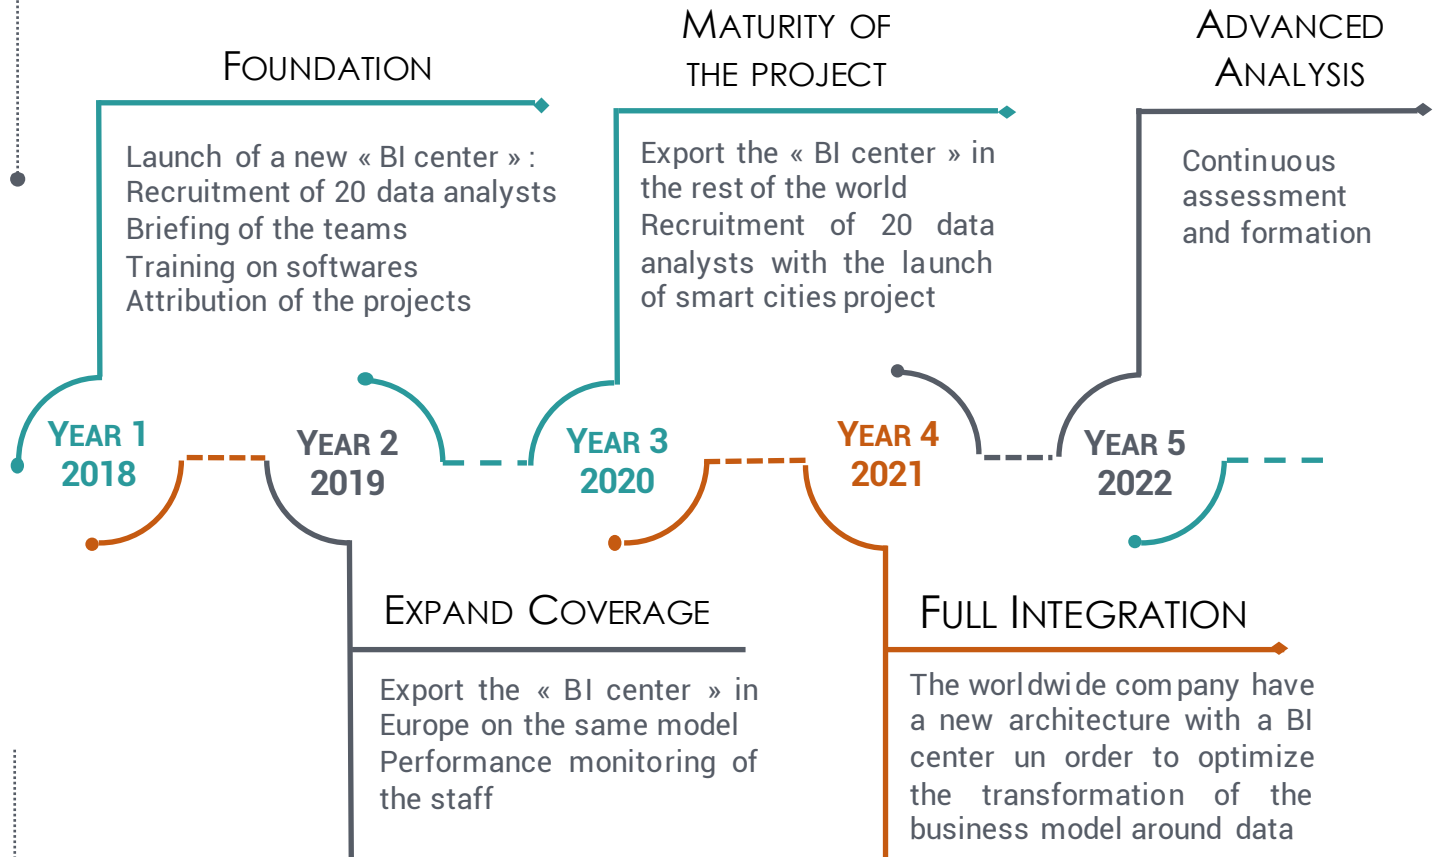 FOUNDATION
Launch of a new « BI center » :
Recruitment of 20 data analysts
Briefing of the teams
Training on softwares
Attribution of the projects
MATURITY OF
THE PROJECT
Export the « BI center » in
the rest of the world
Recruitment of 20 data
analysts with the launch
of smart cities project
ADVANCED
ANALYSIS
Continuous
assessment
and formation
YEAR 1
2018
YEAR 2
2019
YEAR 3
2020
YEAR 4
2021
YEAR 5
2022
EXPAND COVERAGE
Export the « BI center » in
Europe on the same model
Performance monitoring of
the staff
FULL INTEGRATION
The worldwide company have
a new architecture with a BI
center un order to optimize
the transformation of the
business model around data